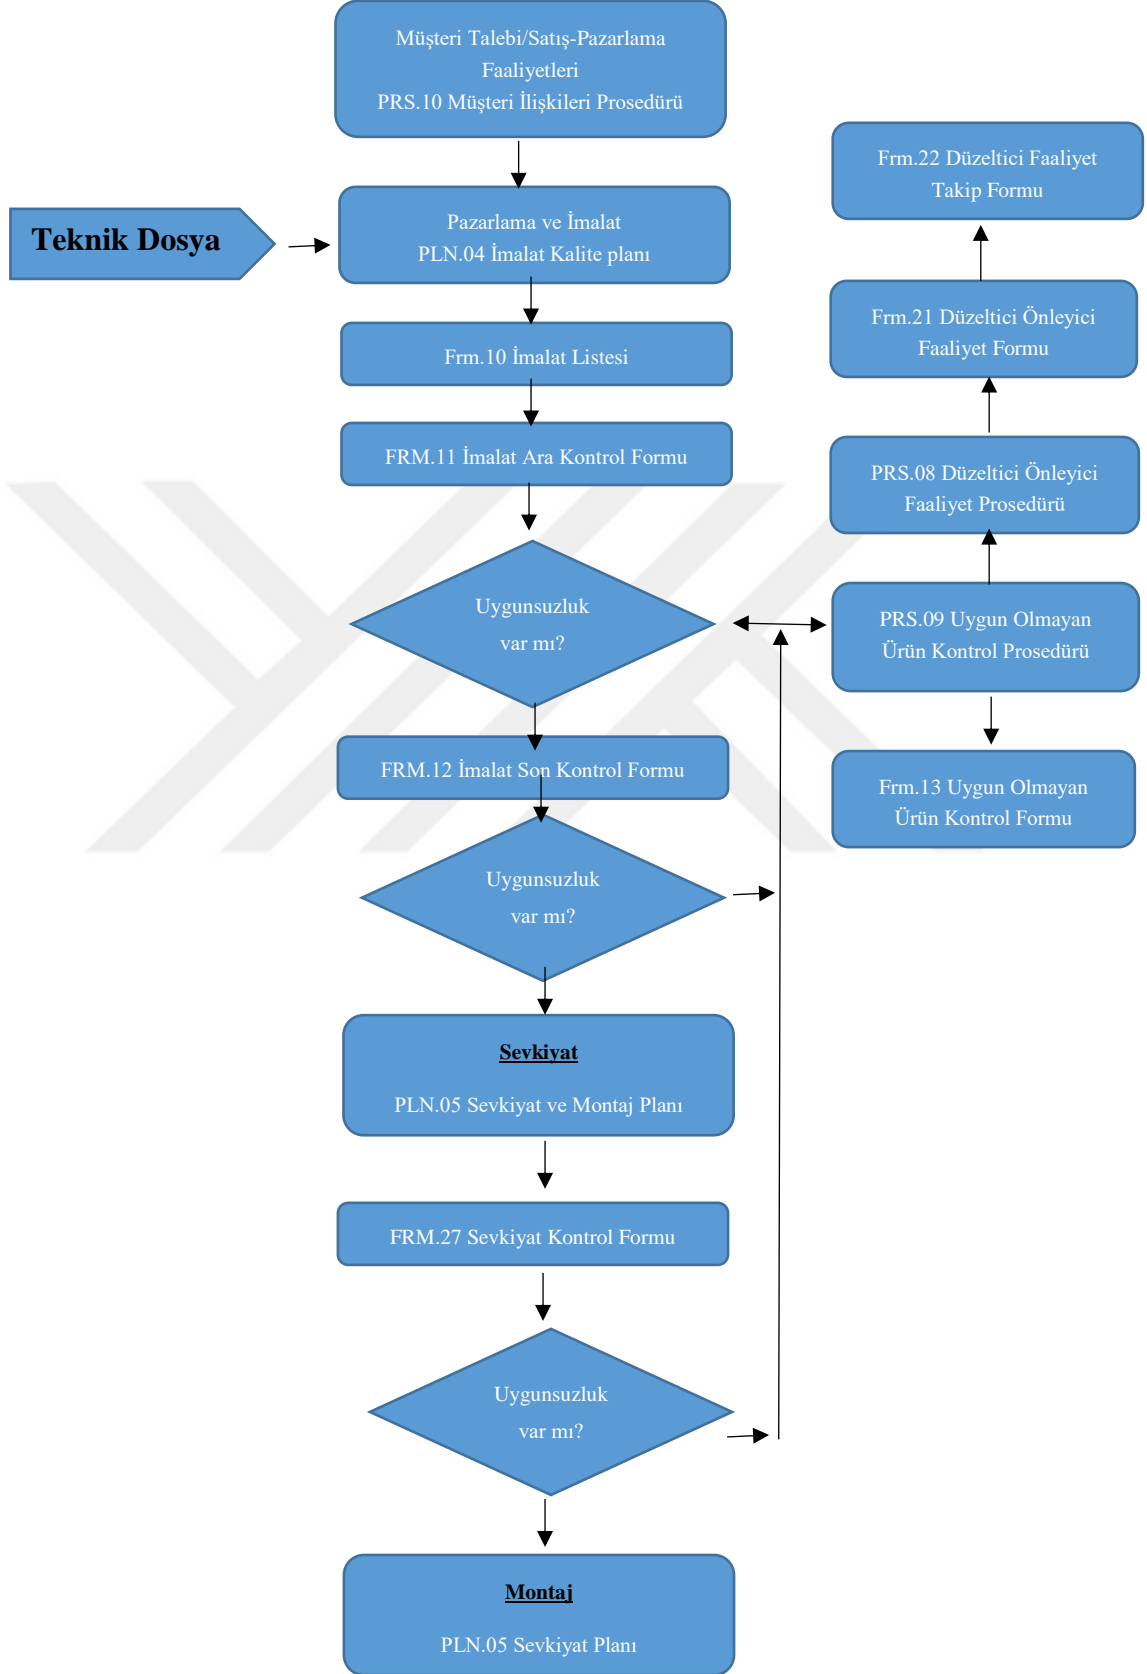 Müşteri Talebi/Satış-Pazarlama
Faaliyetleri
PRS.10 Müşteri İlişkileri Prosedürü
Teknik Dosya
Pazarlama ve İmalat
PLN.04 İmalat Kalite planı
Frm.10 İmalat Listesi
FRM.11 İmalat Ara Kontrol Formu
Uygunsuzluk
var mı?
FRM.12 İmalat Son Kontrol Formu
Uygunsuzluk
var mı?
Sevkiyat
PLN.05 Sevkiyat ve Montaj Planı
FRM.27 Sevkiyat Kontrol Formu
Uygunsuzluk
var mı?
Montaj
PLN.05 Sevkiyat Planı
Frm.22 Düzeltici Faaliyet
Takip Formu
Frm.21 Düzeltici Önleyici
Faaliyet Formu
PRS.08 Düzeltici Önleyici
Faaliyet Prosedürü
PRS.09 Uygun Olmayan
Ürün Kontrol Prosedürü
Frm.13 Uygun Olmayan
Ürün Kontrol Formu